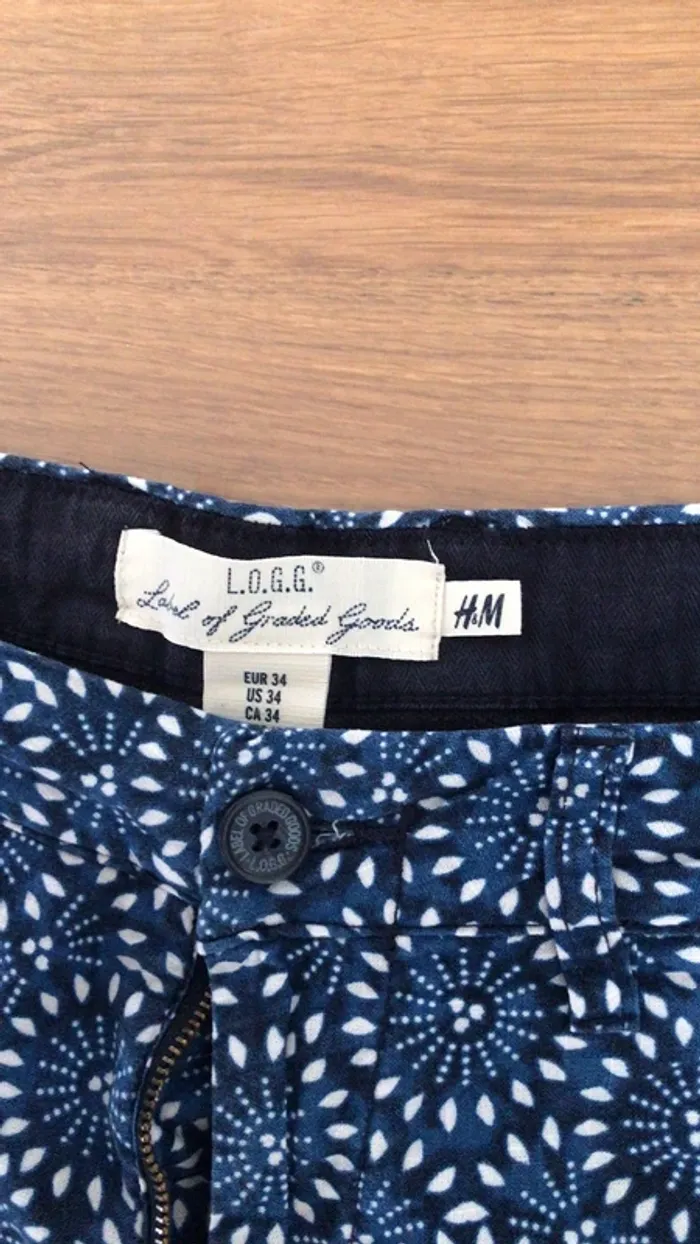 L.O.G.G.®
Label of Graded Goods
H&M
EUR 34
US 34
CA 34
LABEL OF GRADED GOODS
L.O.G.G.